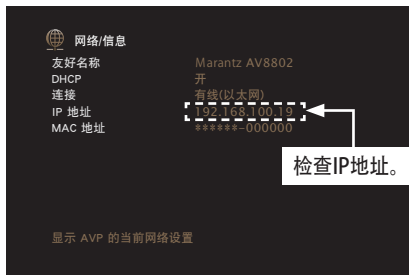 网络/信息
友好名称 Marantz AV8802
DHCP 开
连接 有线(以太网)
IP 地址 192.168.100.19
MAC 地址 ******-000000
检查IP地址。
显示 AVP 的当前网络设置